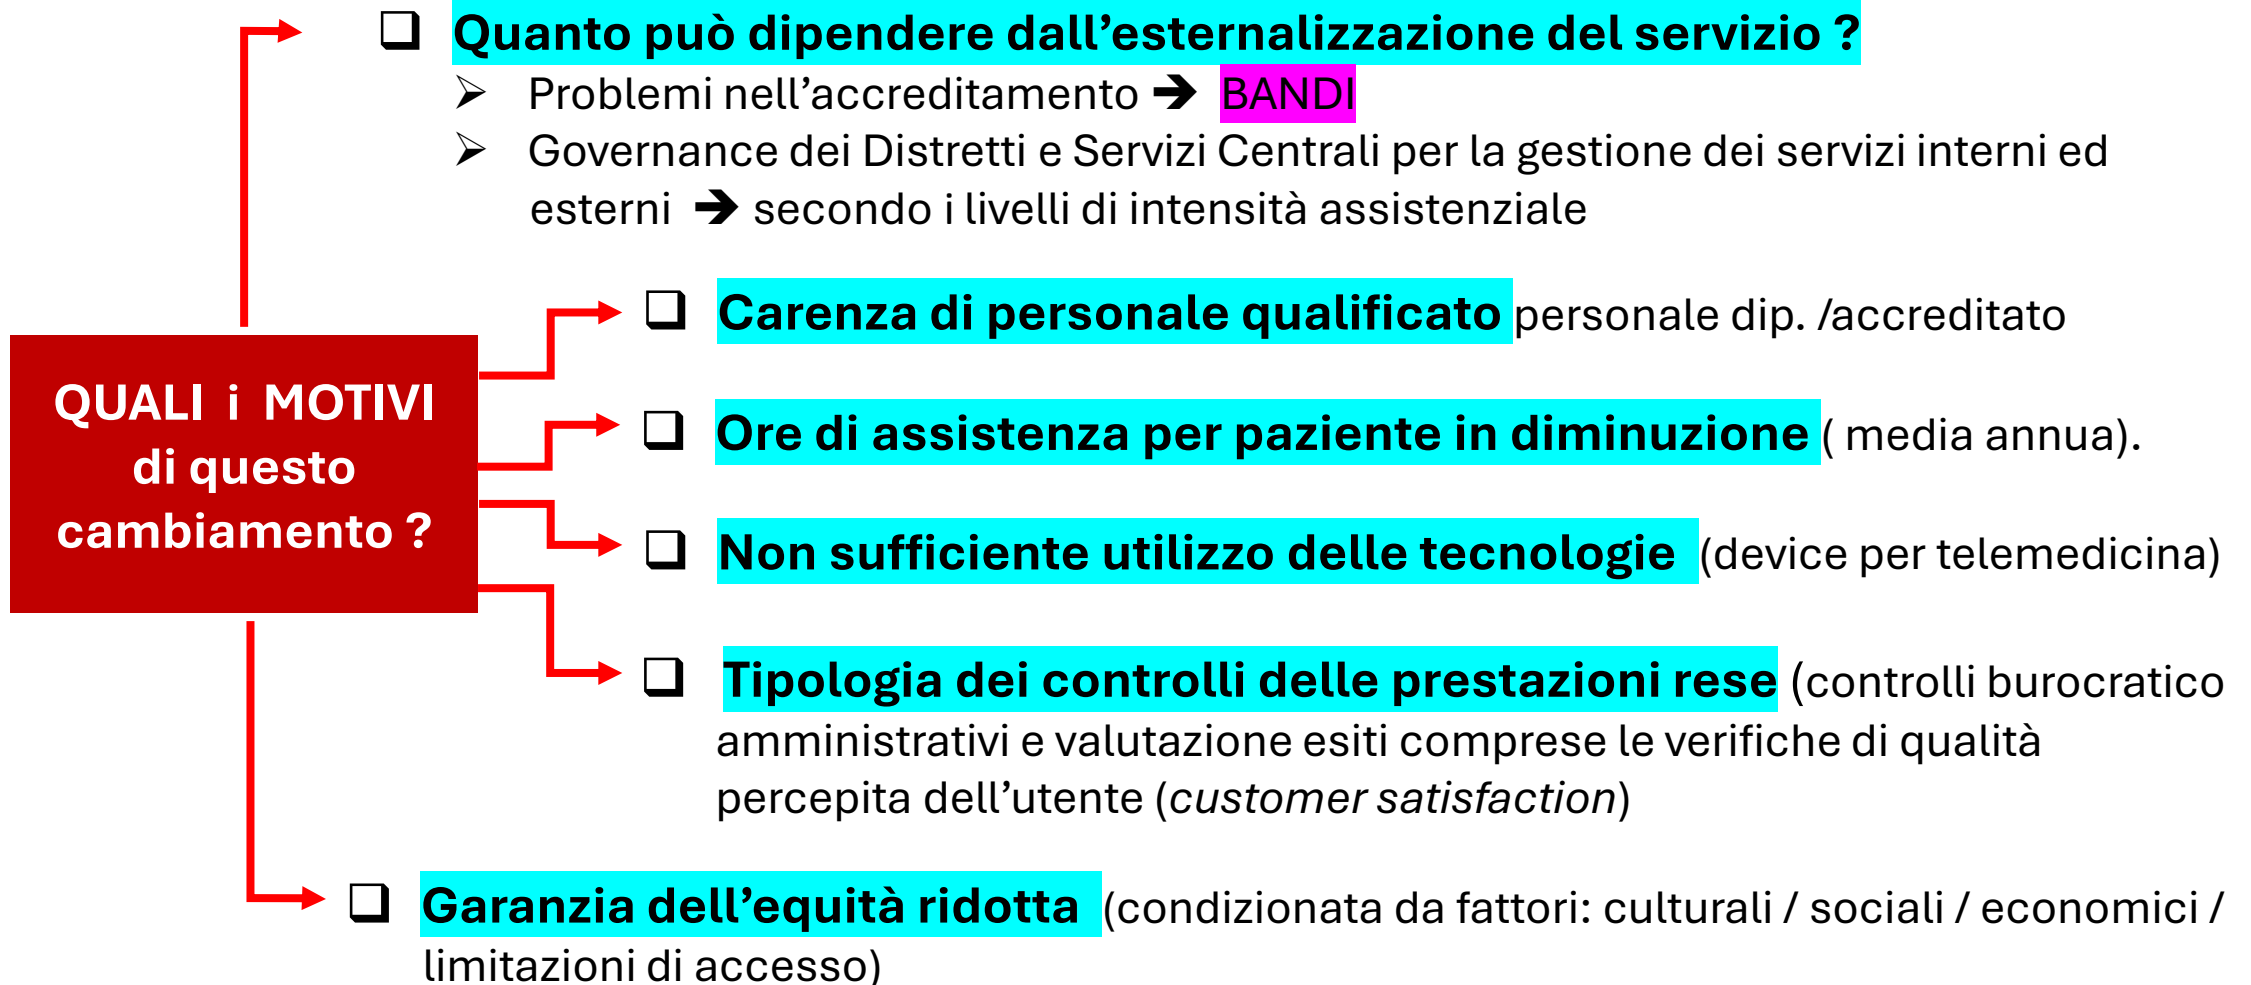 Quanto può dipendere dall’esternalizzazione del servizio ?
Problemi nell’accreditamento ➔ BANDI
Governance dei Distretti e Servizi Centrali per la gestione dei servizi interni ed
esterni ➔ secondo i livelli di intensità assistenziale
Carenza di personale qualificato personale dip. /accreditato
QUALI i MOTIVI
di questo
cambiamento ?
Ore di assistenza per paziente in diminuzione ( media annua).
Non sufficiente utilizzo delle tecnologie (device per telemedicina)
Tipologia dei controlli delle prestazioni rese (controlli burocratico
amministrativi e valutazione esiti comprese le verifiche di qualità
percepita dell’utente (customer satisfaction)
Garanzia dell’equità ridotta (condizionata da fattori: culturali / sociali / economici /
limitazioni di accesso)